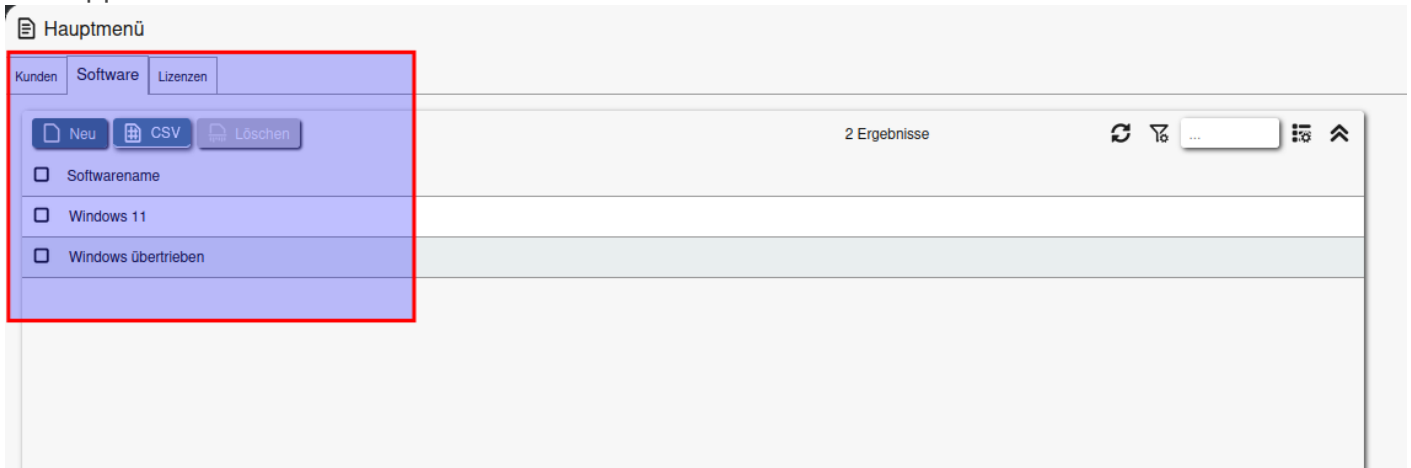 Hauptmenü
Kunden Software Lizenzen
Neu CSV Löschen 2 Ergebnisse ...
Softwarename
Windows 11
Windows übertrieben